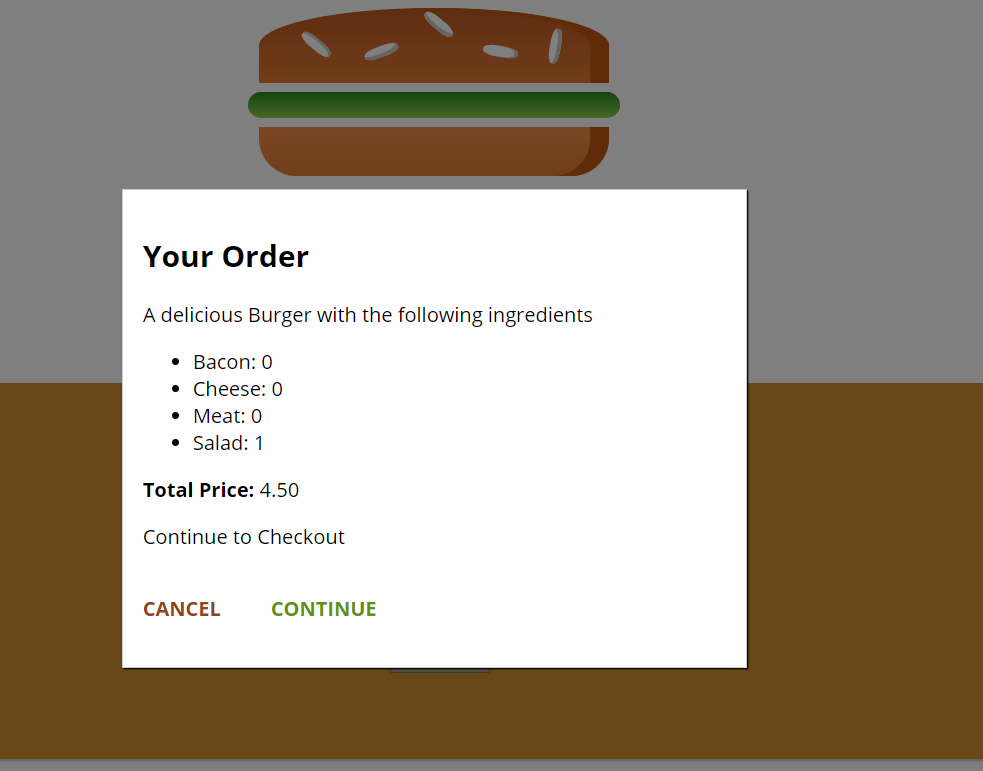 Your Order
A delicious Burger with the following ingredients
Bacon: 0
Cheese: 0
Meat: 0
Salad: 1
Total Price: 4.50
Continue to Checkout
CANCEL CONTINUE